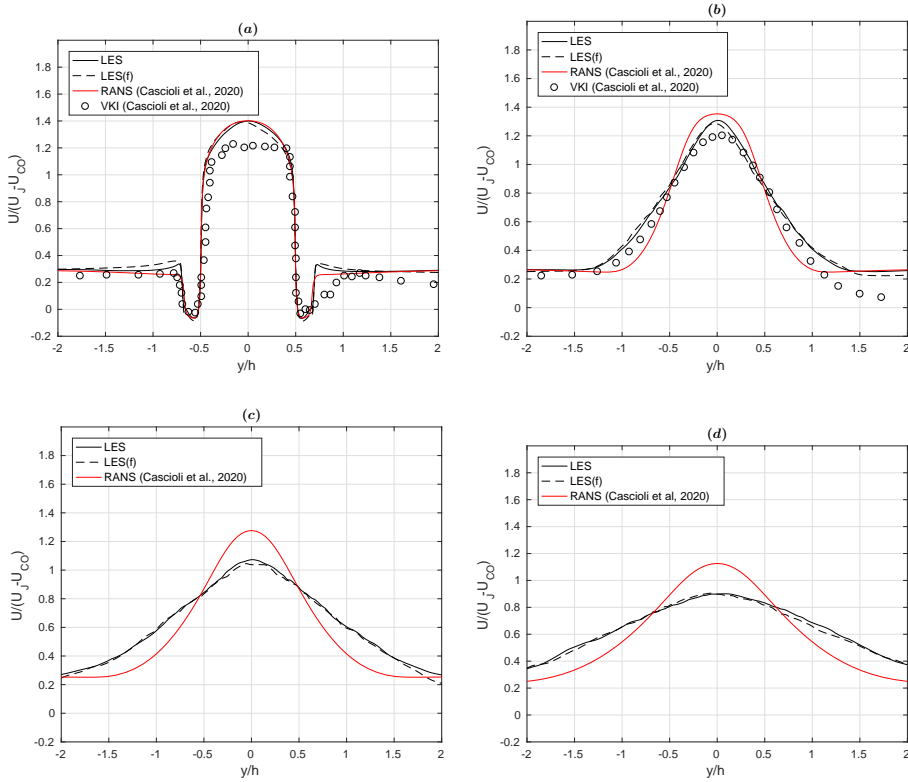 (a)
LES
LES(f)
RANS (Cascioli et al., 2020)
VKI (Cascioli et al., 2020)
1.8
1.6
1.4
1.2
1
0.8
0.6
0.4
0.2
0
-0.2
U/(U_J-U_CO)
-2 -1.5 -1 -0.5 0 0.5 1 1.5 2
y/h
(b)
LES
LES(f)
RANS (Cascioli et al., 2020)
VKI (Cascioli et al., 2020)
1.8
1.6
1.4
1.2
1
0.8
0.6
0.4
0.2
0
-0.2
U/(U_J-U_CO)
-2 -1.5 -1 -0.5 0 0.5 1 1.5 2
y/h
(c)
LES
LES(f)
RANS (Cascioli et al., 2020)
1.8
1.6
1.4
1.2
1
0.8
0.6
0.4
0.2
0
-0.2
U/(U_J-U_CO)
-2 -1.5 -1 -0.5 0 0.5 1 1.5 2
y/h
(d)
LES
LES(f)
RANS (Cascioli et al, 2020)
1.8
1.6
1.4
1.2
1
0.8
0.6
0.4
0.2
0
-0.2
U/(U_J-U_CO)
-2 -1.5 -1 -0.5 0 0.5 1 1.5 2
y/h